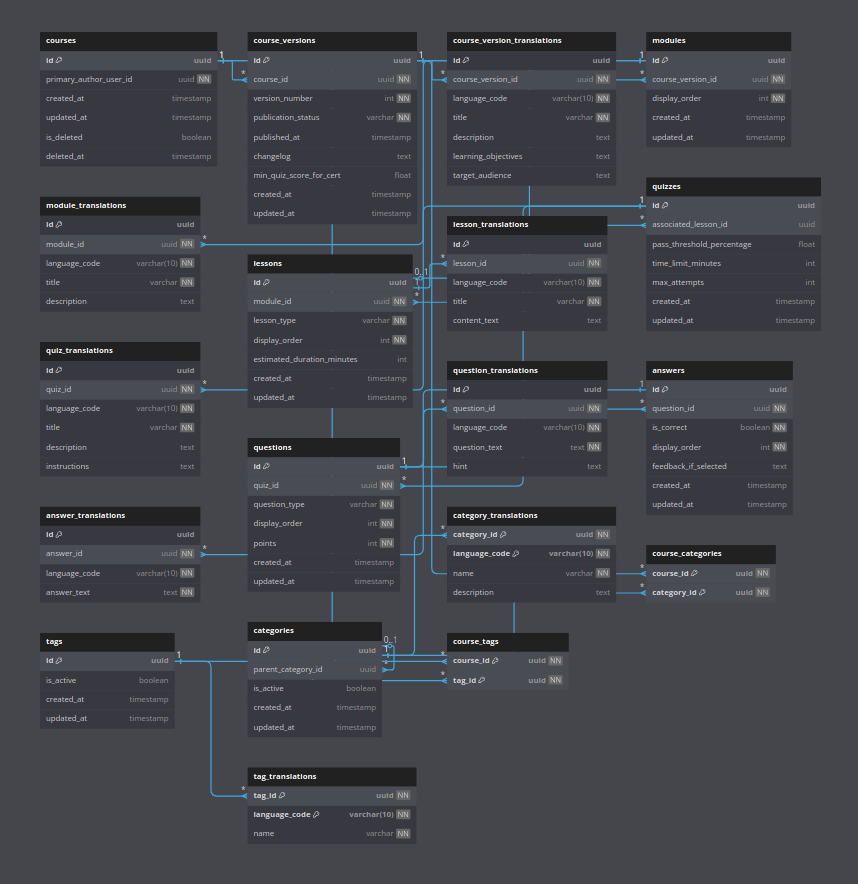 courses
id uuid
primary_author_user_id uuid NN
created_at timestamp
updated_at timestamp
is_deleted boolean
deleted_at timestamp
1
*
course_versions
id uuid
course_id uuid NN
version_number int NN
publication_status varchar NN
published_at timestamp
changelog text
min_quiz_score_for_cert float
created_at timestamp
updated_at timestamp
1
*
course_version_translations
id uuid
course_version_id uuid NN
language_code varchar(10) NN
title varchar NN
description text
learning_objectives text
target_audience text
1
*
modules
id uuid
course_version_id uuid NN
display_order int NN
created_at timestamp
updated_at timestamp
module_translations
id uuid
module_id uuid NN
language_code varchar(10) NN
title varchar NN
description text
*
lessons
id uuid
module_id uuid NN
lesson_type varchar NN
display_order int NN
estimated_duration_minutes int
created_at timestamp
updated_at timestamp
0..1
1
*
*
lesson_translations
id uuid
lesson_id uuid NN
language_code varchar(10) NN
title varchar NN
content_text text
1
*
quizzes
id uuid
associated_lesson_id uuid
pass_threshold_percentage float
time_limit_minutes int
max_attempts int
created_at timestamp
updated_at timestamp
quiz_translations
id uuid
quiz_id uuid NN
language_code varchar(10) NN
title varchar NN
description text
instructions text
*
questions
id uuid
quiz_id uuid NN
question_type varchar NN
display_order int NN
points int NN
created_at timestamp
updated_at timestamp
1
*
*
question_translations
id uuid
question_id uuid NN
language_code varchar(10) NN
question_text text NN
hint text
1
*
answers
id uuid
question_id uuid NN
is_correct boolean NN
display_order int NN
feedback_if_selected text
created_at timestamp
updated_at timestamp
answer_translations
id uuid
answer_id uuid NN
language_code varchar(10) NN
answer_text text NN
*
*
category_translations
category_id uuid NN
language_code varchar(10) NN
name varchar NN
description text
*
*
course_categories
course_id uuid NN
category_id uuid NN
tags
id uuid
is_active boolean
created_at timestamp
updated_at timestamp
1
categories
id uuid
parent_category_id uuid
is_active boolean
created_at timestamp
updated_at timestamp
0..1
1
*
*
*
course_tags
course_id uuid NN
tag_id uuid NN
*
tag_translations
tag_id uuid NN
language_code varchar(10) NN
name varchar NN